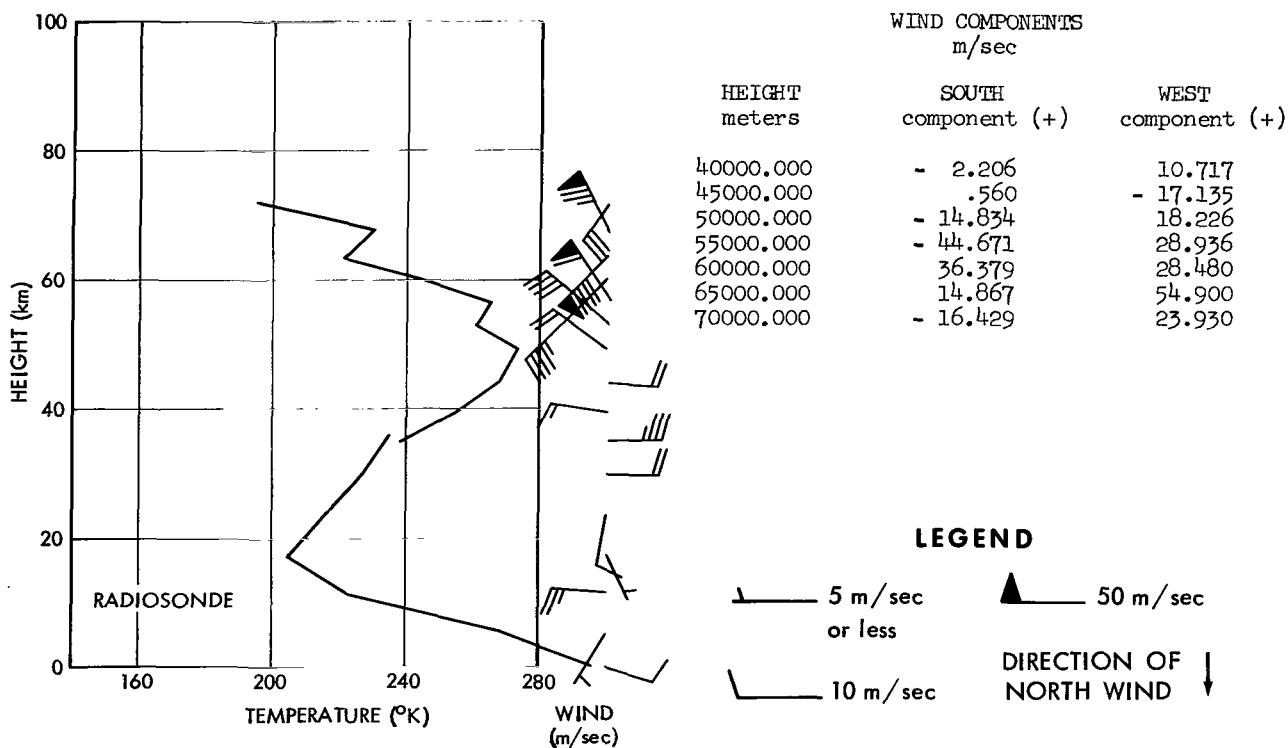 100
80
60
40
20
0
HEIGHT (km)
RADIOSONDE
160
200
240
280
TEMPERATURE (°K)
WIND
(m/sec)
WIND COMPONENTS
m/sec
HEIGHT SOUTH WEST
meters component (+) component (+)
40000.000 - 2.206 10.717
45000.000 .560 - 17.135
50000.000 - 14.834 18.226
55000.000 - 44.671 28.936
60000.000 36.379 28.480
65000.000 14.867 54.900
70000.000 - 16.429 23.930
LEGEND
5 m/sec
or less
50 m/sec
10 m/sec
DIRECTION OF
NORTH WIND